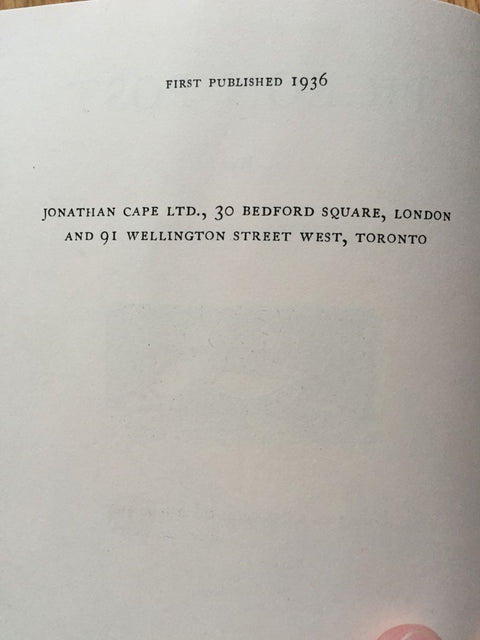 FIRST PUBLISHED 1936
JONATHAN CAPE LTD., 30 BEDFORD SQUARE, LONDON
AND 91 WELLINGTON STREET WEST, TORONTO